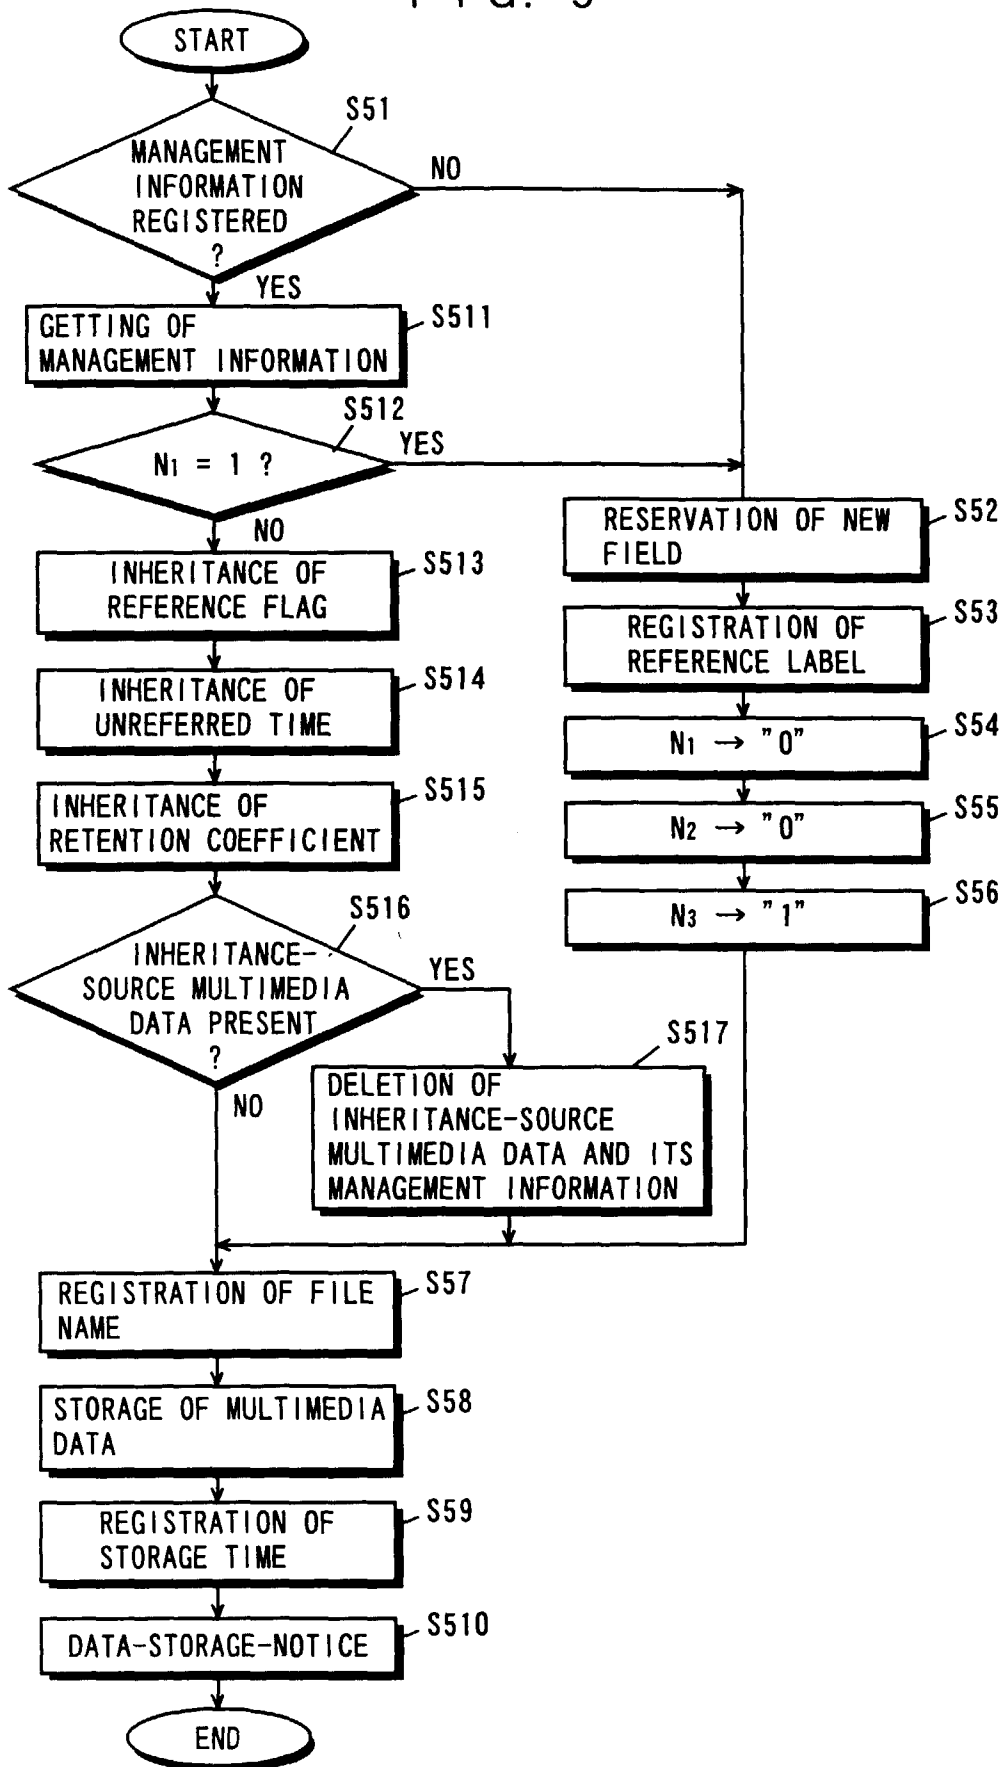 FIG. 5
START
S51
MANAGEMENT
INFORMATION
REGISTERED
?
NO
YES
GETTING OF
MANAGEMENT INFORMATION
S511
S512
N1 = 1 ?
YES
NO
INHERITANCE OF
REFERENCE FLAG
S513
INHERITANCE OF
UNREFERRED TIME
S514
INHERITANCE OF
RETENTION COEFFICIENT
S515
S516
INHERITANCE-
SOURCE MULTIMEDIA
DATA PRESENT
?
YES
NO
S517
DELETION OF
INHERITANCE-SOURCE
MULTIMEDIA DATA AND ITS
MANAGEMENT INFORMATION
RESERVATION OF NEW
FIELD
S52
REGISTRATION OF
REFERENCE LABEL
S53
N1 → "0"
S54
N2 → "0"
S55
N3 → "1"
S56
REGISTRATION OF FILE
NAME
S57
STORAGE OF MULTIMEDIA
DATA
S58
REGISTRATION OF
STORAGE TIME
S59
DATA-STORAGE-NOTICE
S510
END